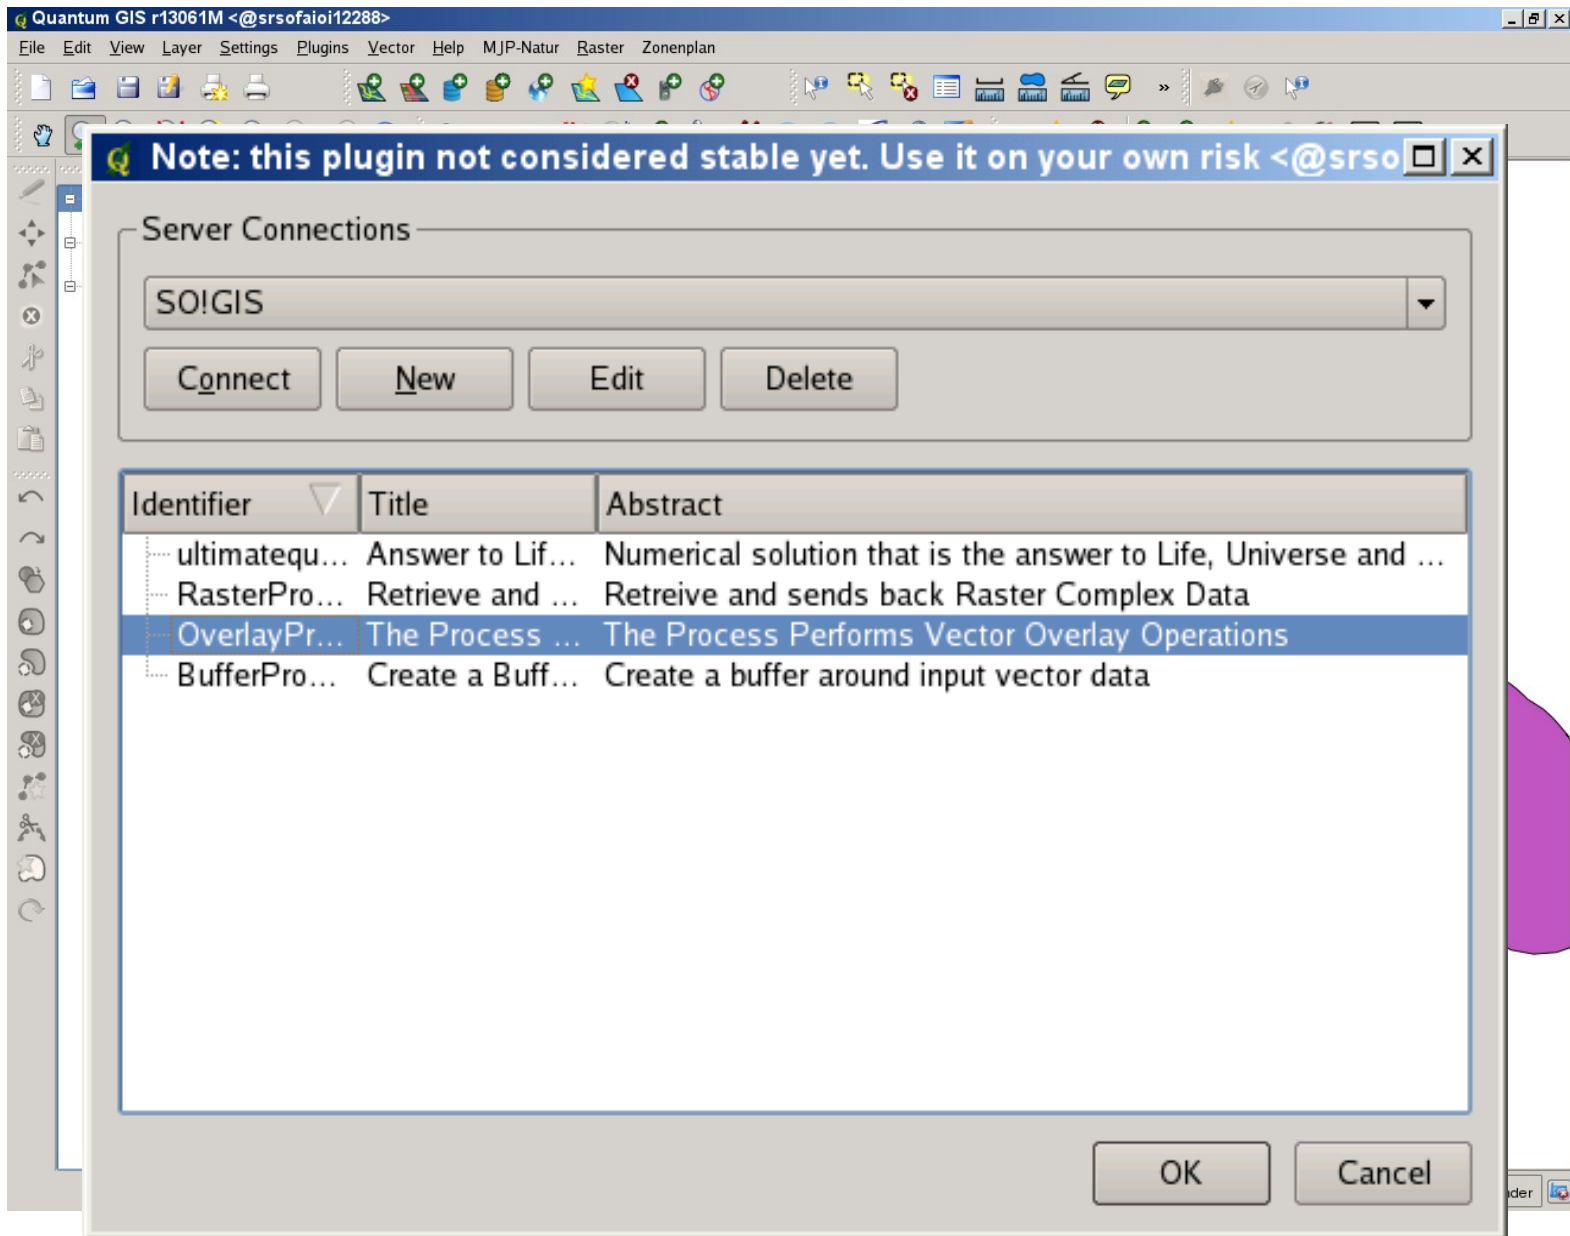 Quantum GIS r13061M <@srsofaioi12288>
File Edit View Layer Settings Plugins Vector Help MJP-Natur Raster Zonenplan
Note: this plugin not considered stable yet. Use it on your own risk <@srso
Server Connections
SO!GIS
Connect New Edit Delete
Identifier Title Abstract
ultimatequ... Answer to Lif... Numerical solution that is the answer to Life, Universe and ...
RasterPro... Retrieve and ... Retreive and sends back Raster Complex Data
OverlayPr... The Process ... The Process Performs Vector Overlay Operations
BufferPro... Create a Buff... Create a buffer around input vector data
OK Cancel